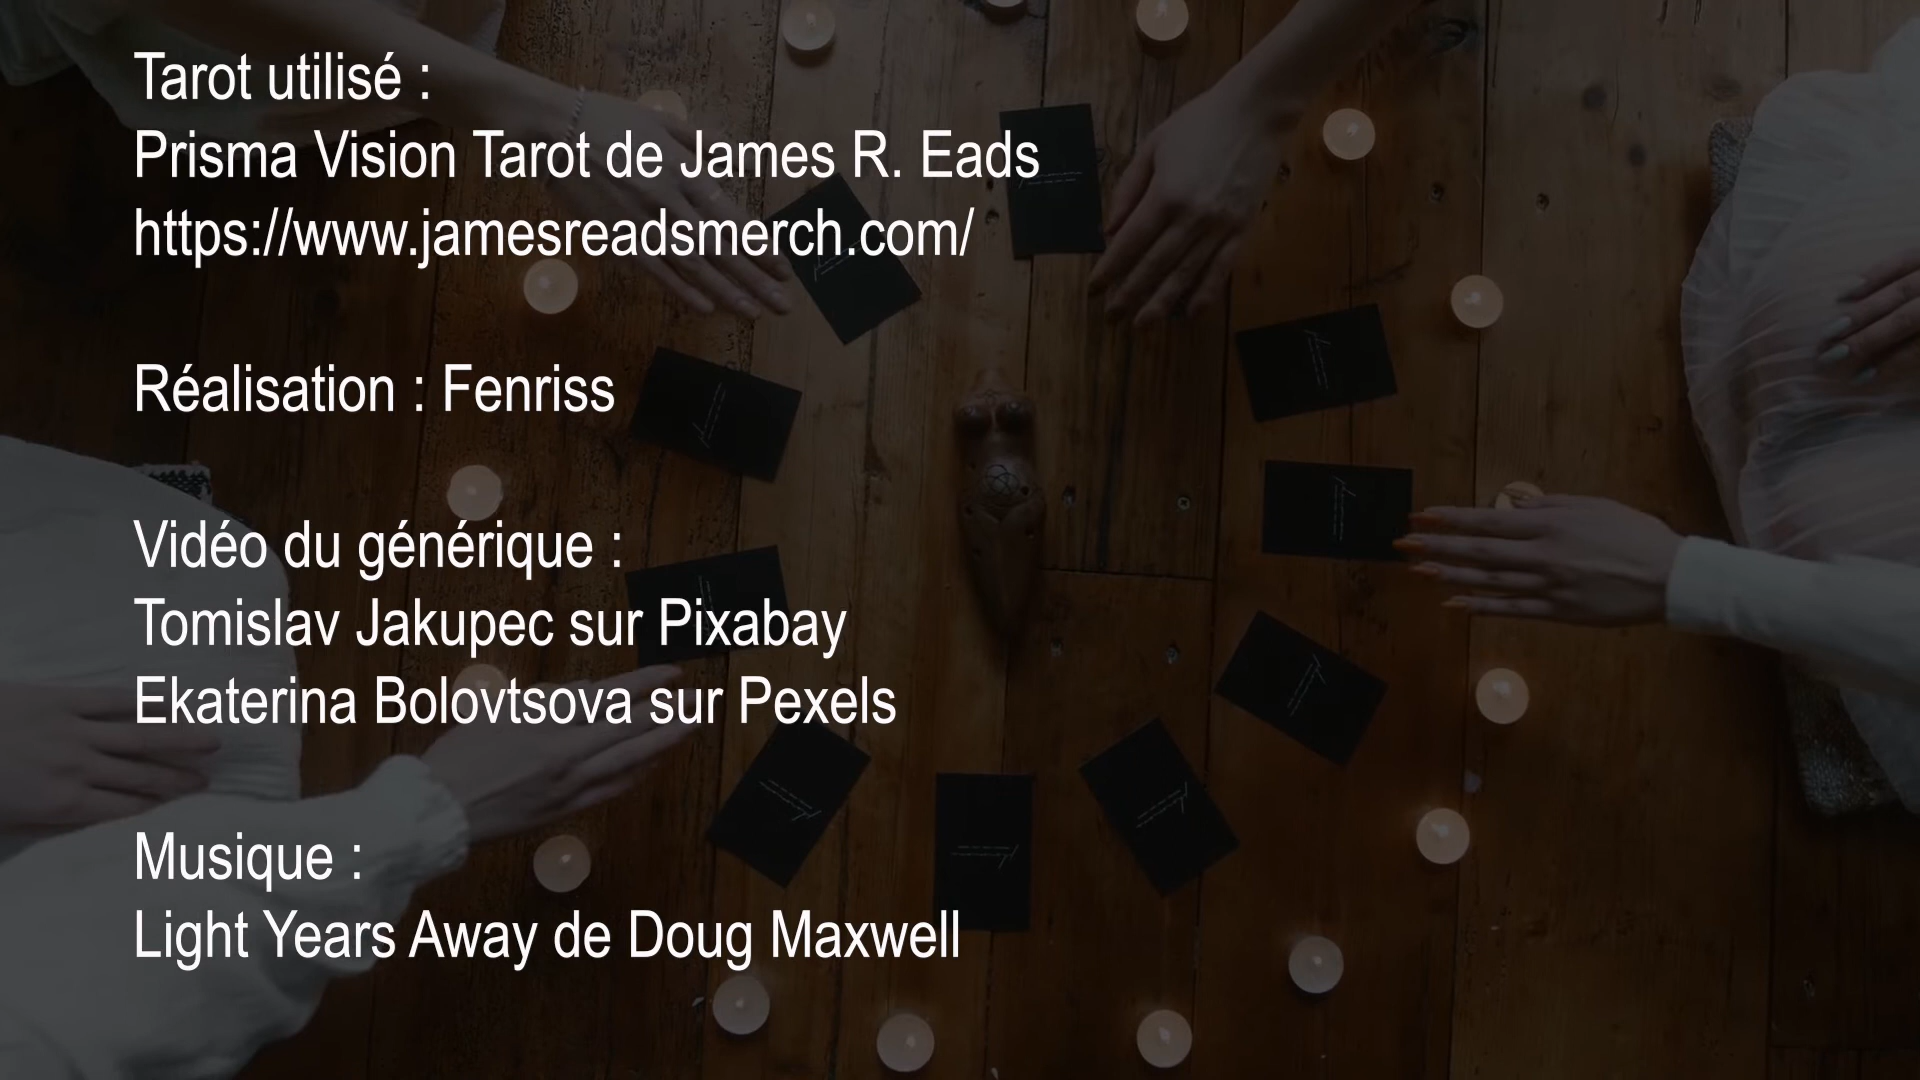 Tarot utilisé :
Prisma Vision Tarot de James R. Eads
https://www.jamesreadsmerch.com/
Réalisation : Fenriss
Vidéo du générique :
Tomislav Jakupec sur Pixabay
Ekaterina Bolovtsova sur Pexels
Musique :
Light Years Away de Doug Maxwell